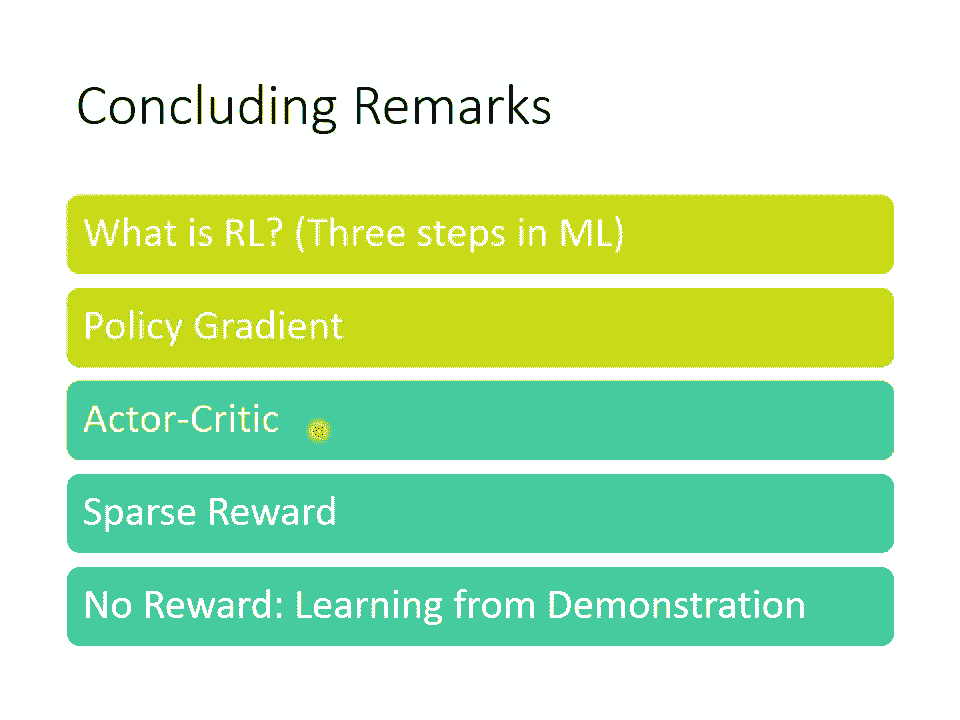 Concluding Remarks
What is RL? (Three steps in ML)
Policy Gradient
Actor-Critic
Sparse Reward
No Reward: Learning from Demonstration